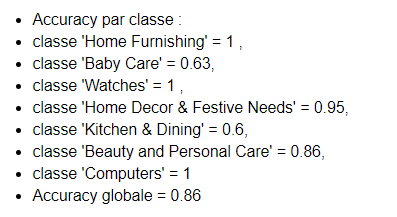 • Accuracy par classe :
• classe 'Home Furnishing' = 1 ,
• classe 'Baby Care' = 0.63,
• classe 'Watches' = 1 ,
• classe 'Home Decor & Festive Needs' = 0.95,
• classe 'Kitchen & Dining' = 0.6,
• classe 'Beauty and Personal Care' = 0.86,
• classe 'Computers' = 1
• Accuracy globale = 0.86